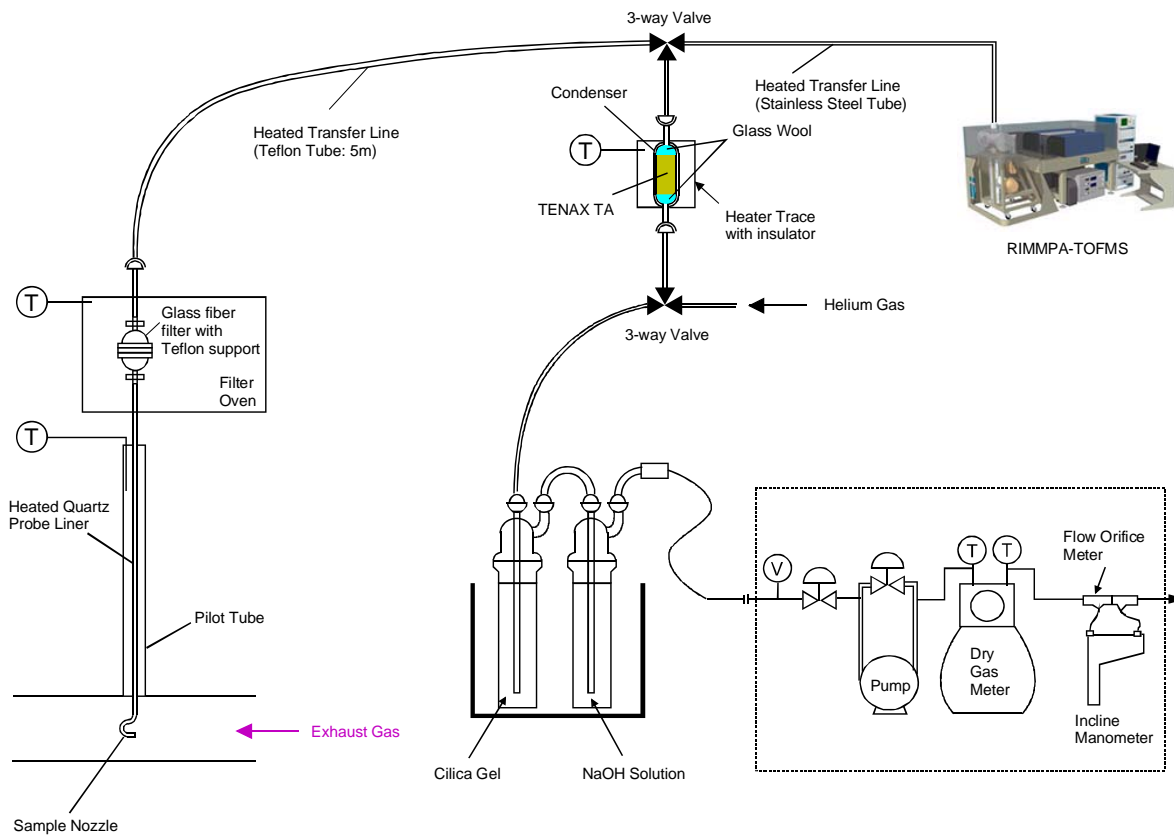 3-way Valve
Heated Transfer Line
(Stainless Steel Tube)
Condenser
Heated Transfer Line
(Teflon Tube: 5m)
Glass Wool
T
TENAX TA
Heater Trace
with insulator
RIMMPA-TOFMS
T
Glass fiber
filter with
Teflon support
Helium Gas
3-way Valve
Filter
Oven
T
Heated Quartz
Probe Liner
Flow Orifice
Meter
T
T
V
Pilot Tube
Dry
Gas
Meter
Pump
Incline
Manometer
Exhaust Gas
Cilica Gel
NaOH Solution
Sample Nozzle